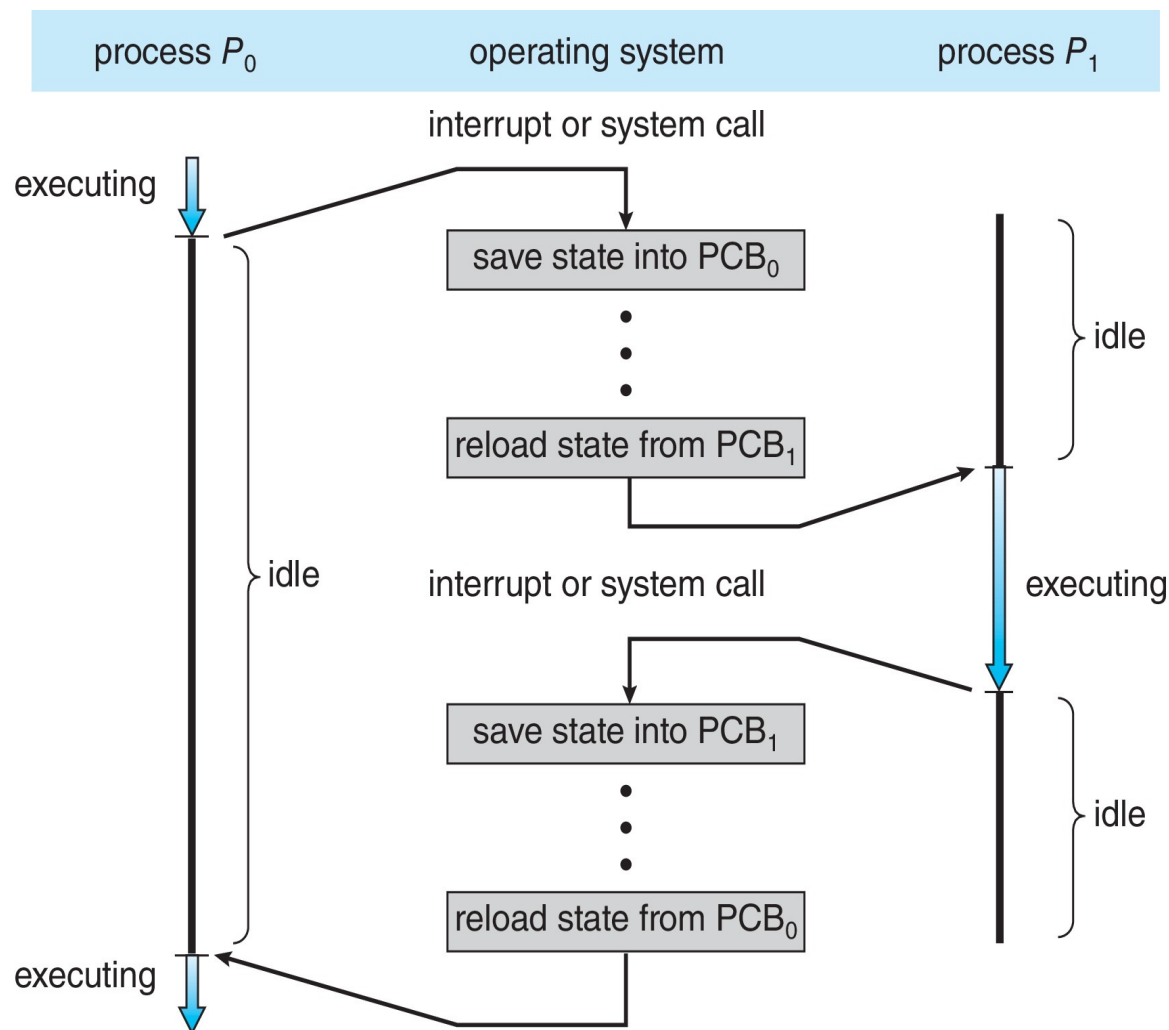 process P₀
operating system
process P₁
interrupt or system call
executing
save state into PCB₀
idle
reload state from PCB₁
idle
interrupt or system call
executing
save state into PCB₁
idle
reload state from PCB₀
executing